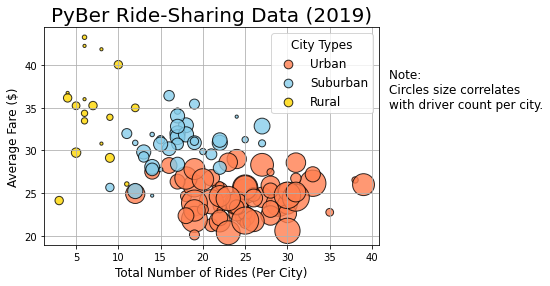 PyBer Ride-Sharing Data (2019)
City Types
Urban
Suburban
Rural
Note:
Circles size correlates
with driver count per city.
Average Fare ($)
40
35
30
25
20
5 10 15 20 25 30 35 40
Total Number of Rides (Per City)